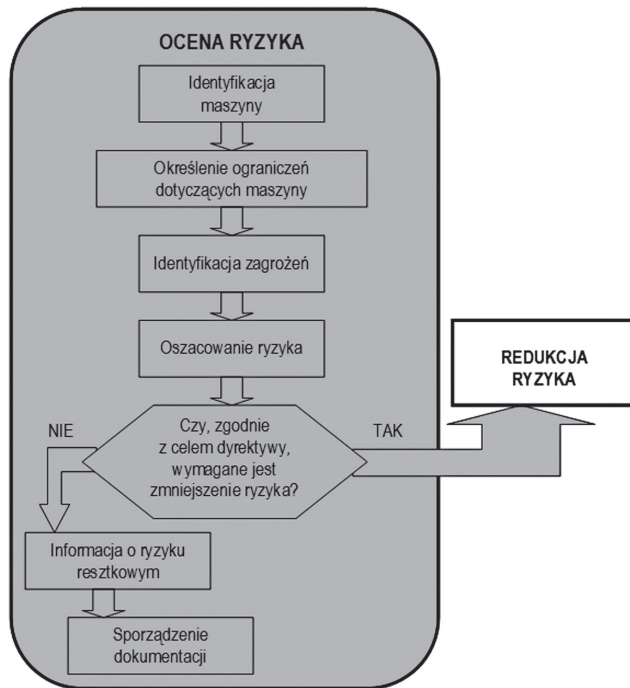 OCENA RYZYKA
Identyfikacja
maszyny
Określenie ograniczeń
dotyczących maszyny
Identyfikacja zagrożeń
Oszacowanie ryzyka
Czy, zgodnie
z celem dyrektywy,
wymagane jest
zmniejszenie ryzyka?
NIE
TAK
REDUKCJA
RYZYKA
Informacja o ryzyku
resztkowym
Sporządzenie
dokumentacji